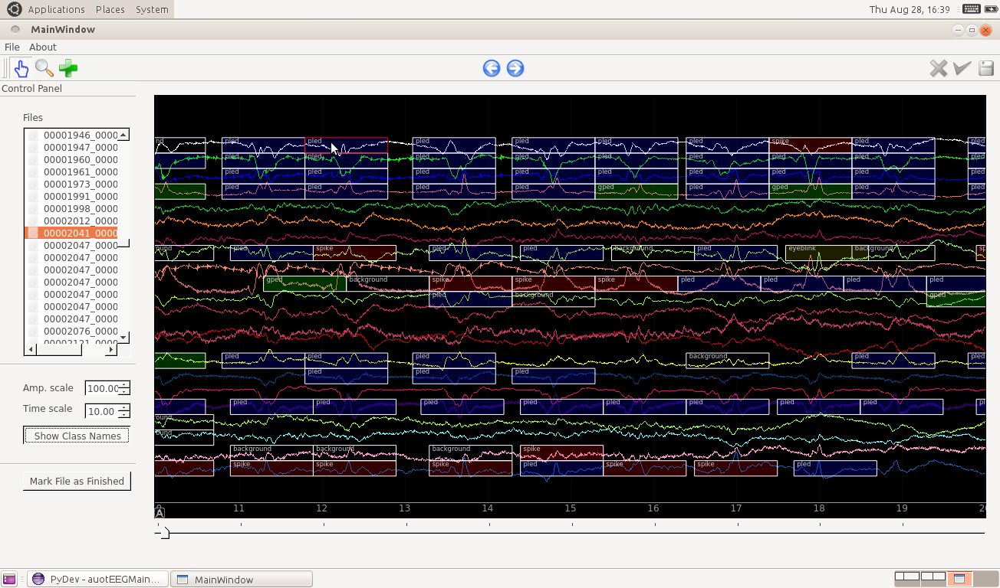 Applications Places System Thu Aug 28, 16:39
MainWindow
File About
Control Panel
Files
00001946_0000
00001947_0000
00001960_0000
00001961_0000
00001973_0000
00001991_0000
00001998_0000
00002012_0000
00002041_0000
00002047_0000
00002047_0000
00002047_0000
00002047_0000
00002047_0000
00002047_0000
00002047_0000
00002076_0000
Amp. scale 100.00
Time scale 10.00
Show Class Names
Mark File as Finished
nd pled pled pled pled pled pled spike pled pled
pled pled pled pled pled pled pled pled pled
pled pled pled pled pled pled pled pled pled
pled pled pled pled gped pled gped pled pled
ound pled spike pled pled background pled eyeblink background sp
gped background spike spike spike pled pled pled pled
pled background gped
pled pled pled background pled pled
pled pled pled
pled pled pled pled pled pled pled pled pl
ound
ound
background background background spike
spike spike spike pled spike spike pled
A 11 12 13 14 15 16 17 18 19 20
PyDev - auotEEGMain... MainWindow